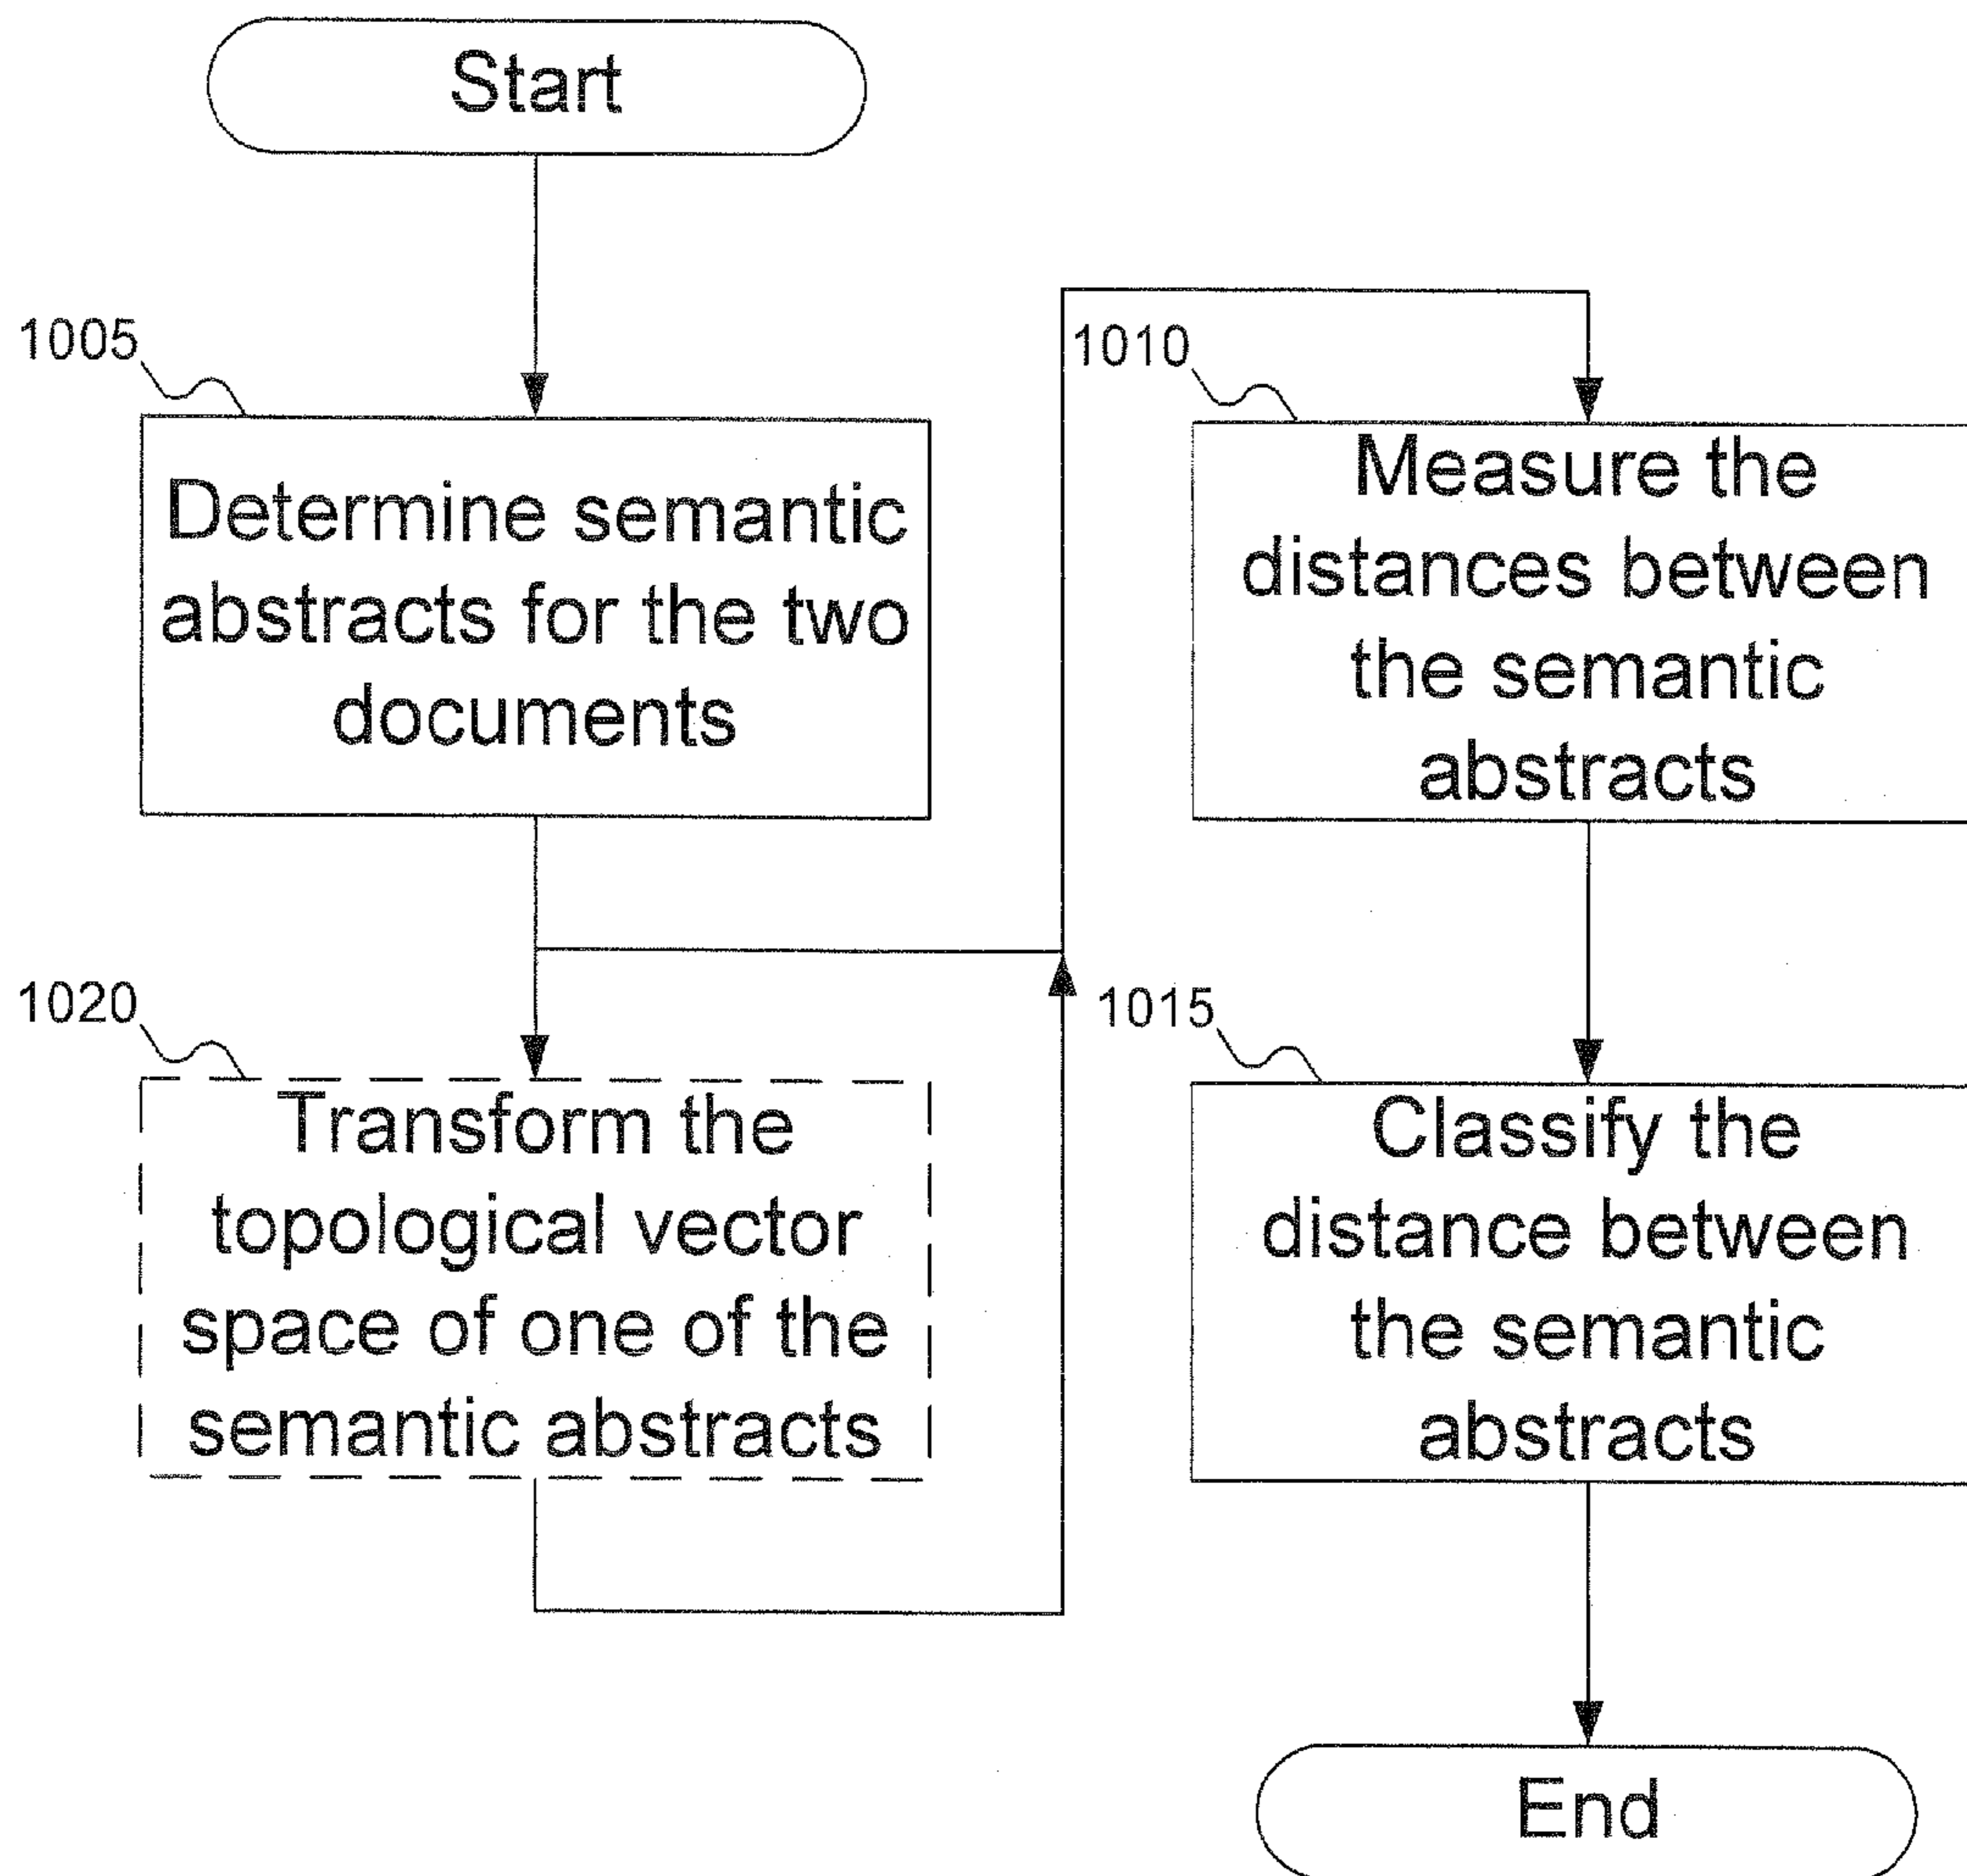 Start
1005
Determine semantic
abstracts for the two
documents
1020
Transform the
topological vector
space of one of the
semantic abstracts
1010
Measure the
distances between
the semantic
abstracts
1015
Classify the
distance between
the semantic
abstracts
End